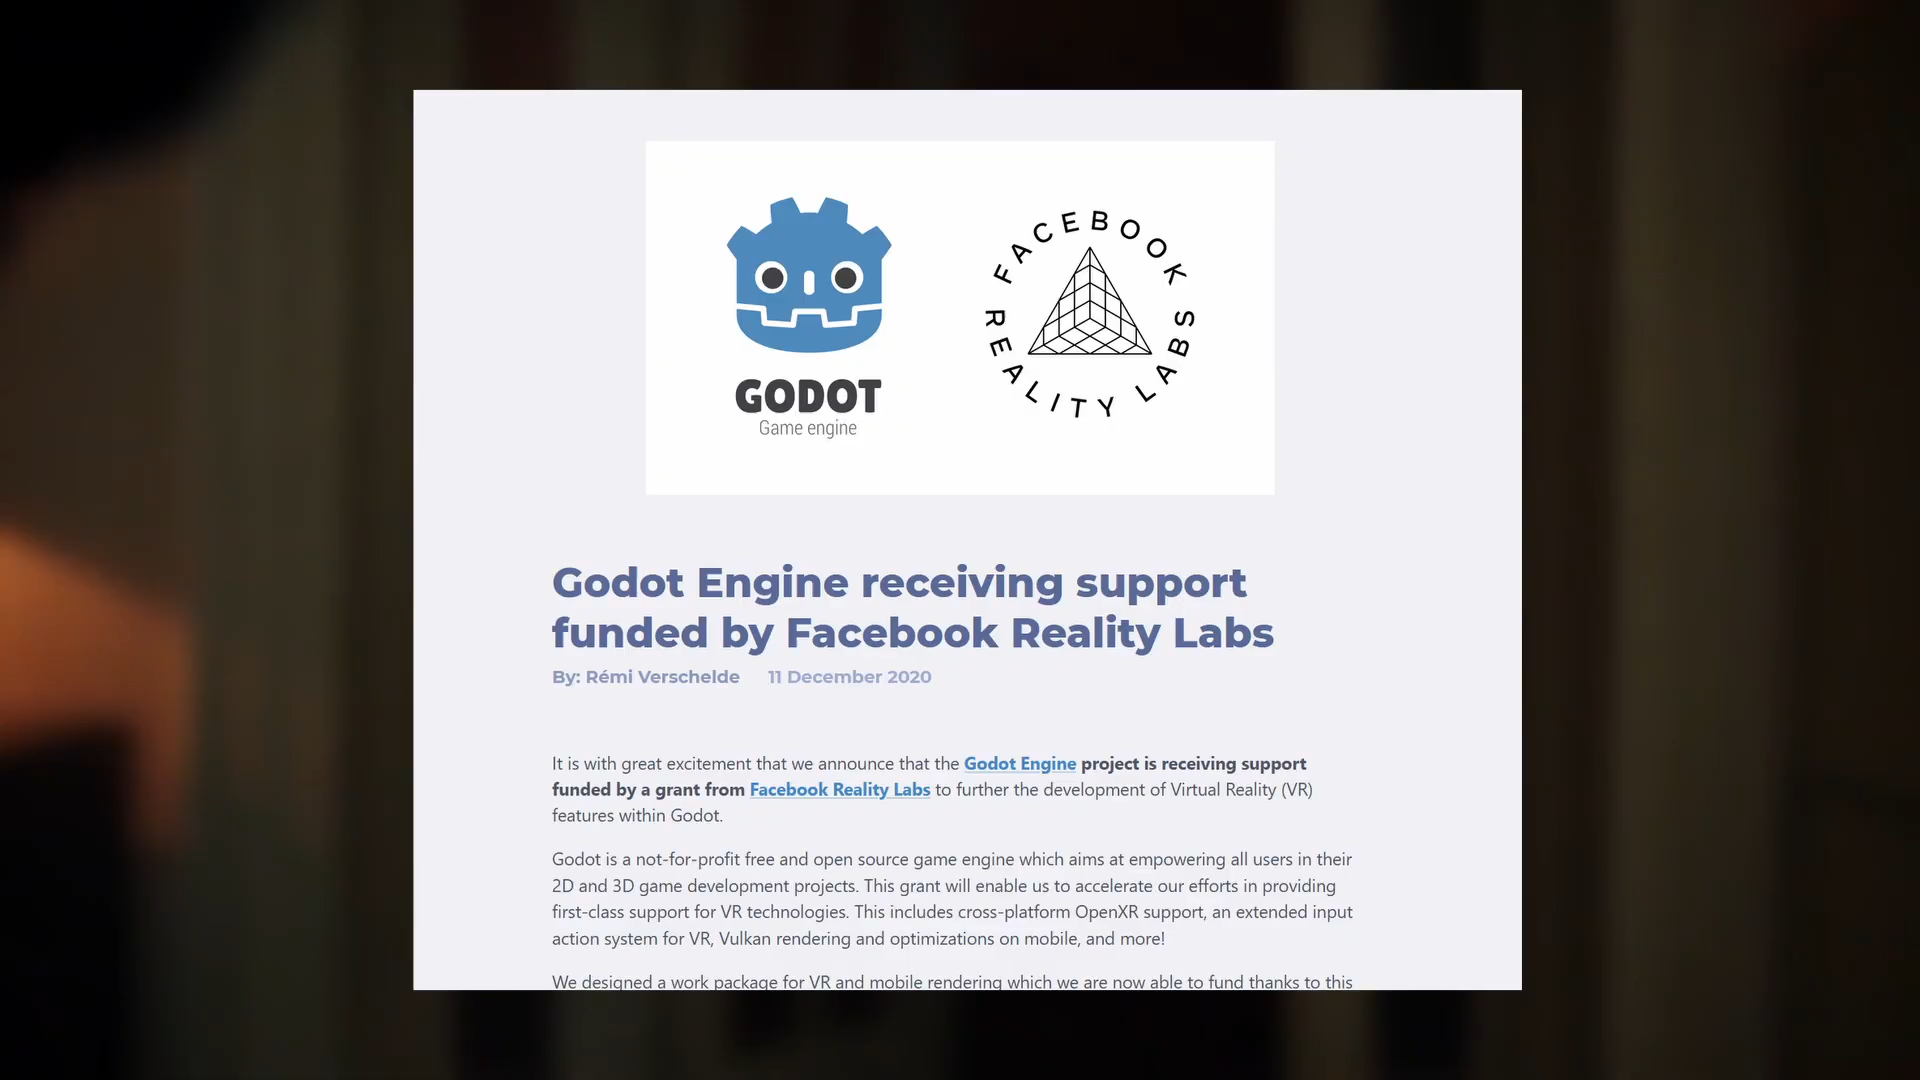 GODOT
Game engine
FACEBOOK
REALITY LABS
Godot Engine receiving support
funded by Facebook Reality Labs
By: Rémi Verschelde 11 December 2020
It is with great excitement that we announce that the Godot Engine project is receiving support
funded by a grant from Facebook Reality Labs to further the development of Virtual Reality (VR)
features within Godot.
Godot is a not-for-profit free and open source game engine which aims at empowering all users in their
2D and 3D game development projects. This grant will enable us to accelerate our efforts in providing
first-class support for VR technologies. This includes cross-platform OpenXR support, an extended input
action system for VR, Vulkan rendering and optimizations on mobile, and more!
We designed a work package for VR and mobile rendering which we are now able to fund thanks to this